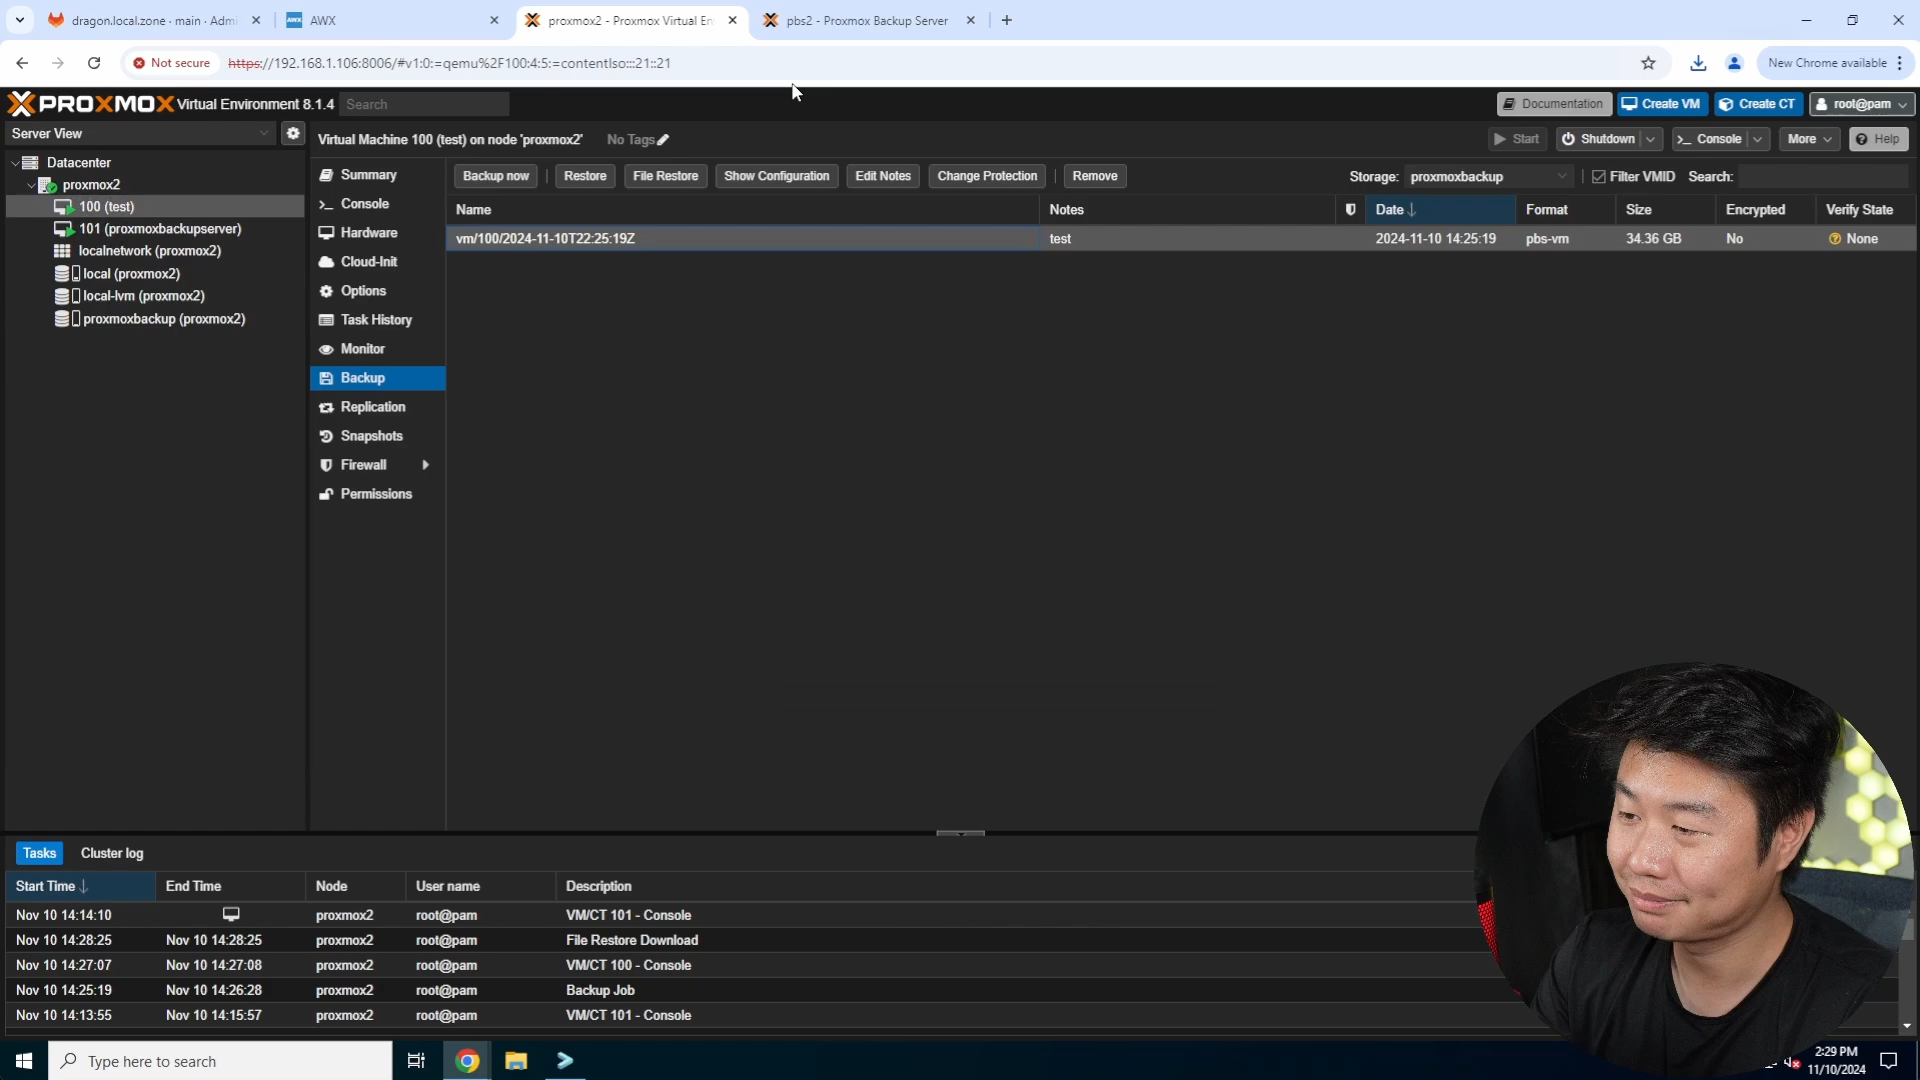 dragon.local.zone · main · Adm
AWX
AWX
proxmox2 - Proxmox Virtual En
pbs2 - Proxmox Backup Server
Not secure
https://192.168.1.106:8006/#v1:0:=qemu%2F100:4:5:=contentIso:::21::21
New Chrome available
PROXMOX Virtual Environment 8.1.4
Search
Documentation
Create VM
Create CT
root@pam
Server View
Virtual Machine 100 (test) on node 'proxmox2'
No Tags
Start
Shutdown
Console
More
Help
Datacenter
proxmox2
100 (test)
101 (proxmoxbackupserver)
localnetwork (proxmox2)
local (proxmox2)
local-lvm (proxmox2)
proxmoxbackup (proxmox2)
Summary
Console
Hardware
Cloud-Init
Options
Task History
Monitor
Backup
Replication
Snapshots
Firewall
Permissions
Backup now
Restore
File Restore
Show Configuration
Edit Notes
Change Protection
Remove
Storage: proxmoxbackup
Filter VMID
Search:
Name Notes Date Format Size Encrypted Verify State
vm/100/2024-11-10T22:25:19Z test 2024-11-10 14:25:19 pbs-vm 34.36 GB No None
Tasks
Cluster log
Start Time End Time Node User name Description
Nov 10 14:14:10 proxmox2 root@pam VM/CT 101 - Console
Nov 10 14:28:25 Nov 10 14:28:25 proxmox2 root@pam File Restore Download
Nov 10 14:27:07 Nov 10 14:27:08 proxmox2 root@pam VM/CT 100 - Console
Nov 10 14:25:19 Nov 10 14:26:28 proxmox2 root@pam Backup Job
Nov 10 14:13:55 Nov 10 14:15:57 proxmox2 root@pam VM/CT 101 - Console
Type here to search
2:29 PM
11/10/2024